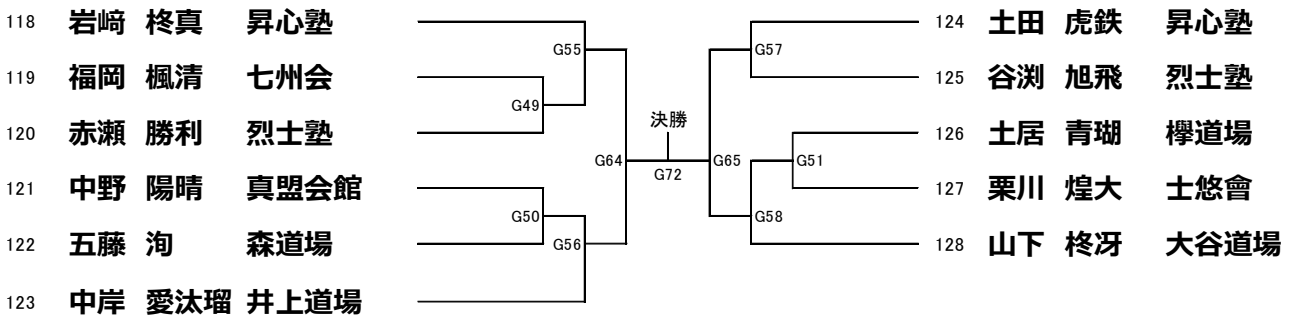 118 岩﨑 柊真 昇心塾
119 福岡 楓清 七州会
120 赤瀬 勝利 烈士塾
121 中野 陽晴 真盟会館
122 五藤 洵 森道場
123 中岸 愛汰瑠 井上道場
G55
G49
G50
G56
G64
決勝
G72
G65
G57
G51
G58
124 土田 虎鉄 昇心塾
125 谷渕 旭飛 烈士塾
126 土居 青瑚 欅道場
127 栗川 煌大 士悠會
128 山下 柊冴 大谷道場